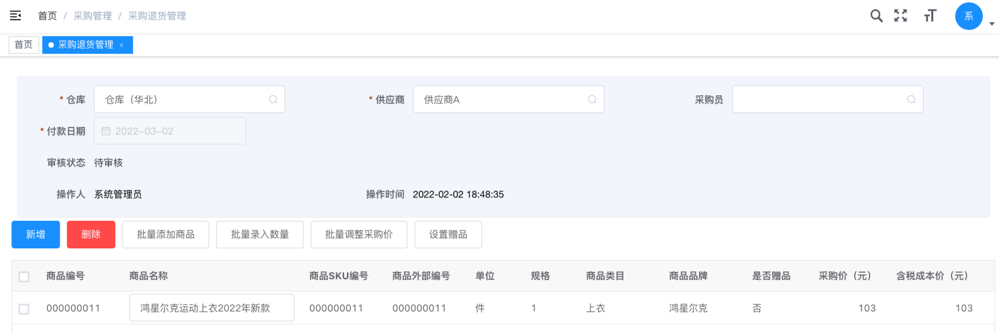 首页 / 采购管理 / 采购退货管理
系
首页 采购退货管理 ×
* 仓库 仓库（华北） * 供应商 供应商A 采购员
* 付款日期 2022-03-02
审核状态 待审核
操作人 系统管理员 操作时间 2022-02-02 18:48:35
新增 删除 批量添加商品 批量录入数量 批量调整采购价 设置赠品
商品编号 商品名称 商品SKU编号 商品外部编号 单位 规格 商品类目 商品品牌 是否赠品 采购价（元） 含税成本价（元）
000000011 鸿星尔克运动上衣2022年新款 000000011 000000011 件 1 上衣 鸿星尔克 否 103 103